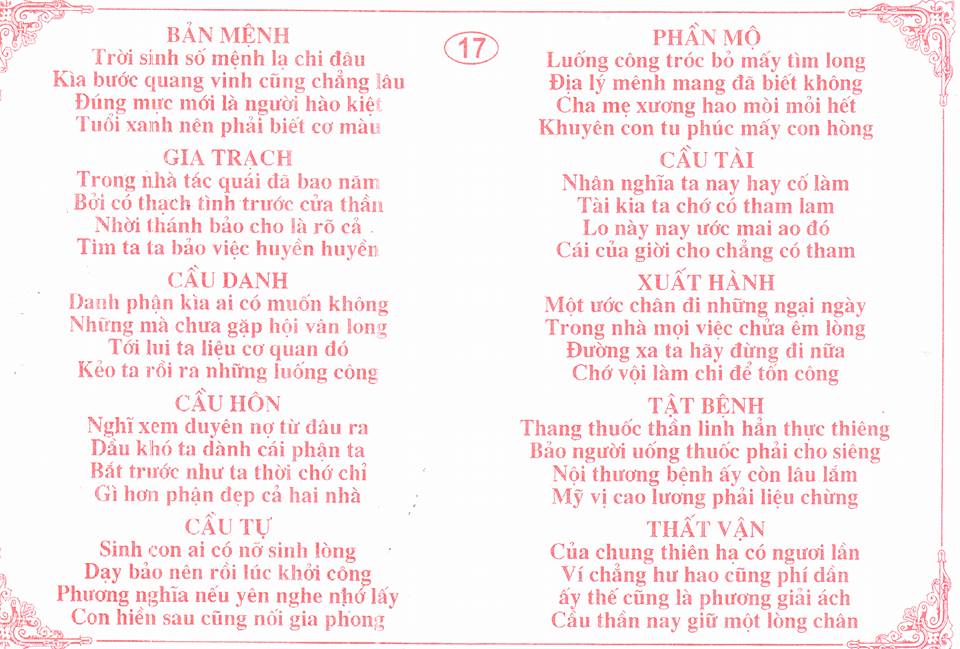 17
BẢN MỆNH
Trời sinh số mệnh lạ chi đâu
Kìa bước quang vinh cũng chẳng lâu
Đúng mực mới là người hào kiệt
Tuổi xanh nên phải biết cơ màu
GIA TRẠCH
Trong nhà tác quái đã bao năm
Bởi có thạch tình trước cửa thần
Nhời thánh bảo cho là rõ cả
Tìm ta ta bảo việc huyền huyền
CẦU DANH
Danh phận kìa ai có muốn không
Những mà chưa gặp hội vân long
Tới lui ta liệu cơ quan đó
Kẻo ta rồi ra những luống công
CẦU HÔN
Nghĩ xem duyên nợ từ đâu ra
Dầu khó ta dành cái phận ta
Bắt trước như ta thời chớ chỉ
Gì hơn phận đẹp cả hai nhà
CẦU TỰ
Sinh con ai có nỡ sinh lòng
Dạy bảo nên rồi lúc khởi công
Phương nghĩa nếu yên nghe nhớ lấy
Con hiền sau cũng nối gia phong
PHẦN MỘ
Luống công tróc bỏ mấy tìm long
Địa lý mênh mang đã biết không
Cha mẹ xương hao mòi mỏi hết
Khuyên con tu phúc mấy con hòng
CẦU TÀI
Nhân nghĩa ta nay hay cố làm
Tài kia ta chớ có tham lam
Lo này nay ước mai ao đó
Cái của giời cho chẳng có tham
XUẤT HÀNH
Một ước chân đi những ngại ngày
Trong nhà mọi việc chửa êm lòng
Đường xa ta hãy đừng đi nữa
Chớ vội làm chi để tốn công
TẬT BỆNH
Thang thuốc thần linh hẳn thực thiêng
Bảo người uống thuốc phải cho siêng
Nội thương bệnh ấy còn lâu lắm
Mỹ vị cao lương phải liệu chừng
THẤT VẬN
Của chung thiên hạ có ngươi lần
Ví chẳng hư hao cũng phí dần
ấy thế cũng là phương giải ách
Cầu thần nay giữ một lòng chân